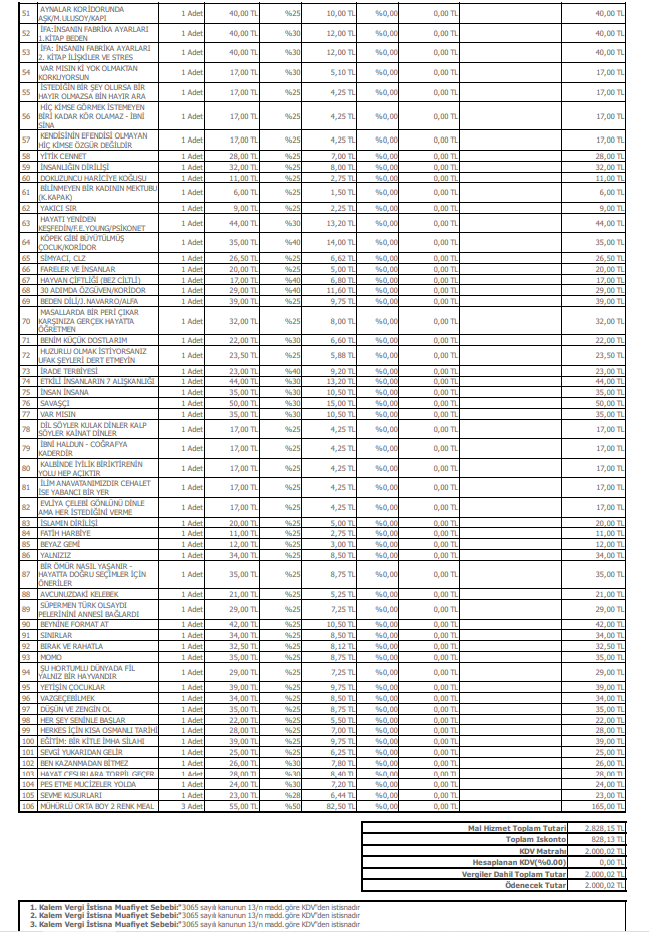 51 AYNALAR KORİDORUNDA 1 Adet 40,00 TL %25 10,00 TL %0,00 0,00 TL 40,00 TL
AŞK/M.ULUSOY/KAPI
52 İFA:İNSANIN FABRİKA AYARLARI 1 Adet 40,00 TL %30 12,00 TL %0,00 0,00 TL 40,00 TL
1.KİTAP BEDEN
53 İFA: İNSANIN FABRİKA AYARLARI 1 Adet 40,00 TL %30 12,00 TL %0,00 0,00 TL 40,00 TL
2. KİTAP İLİŞKİLER VE STRES
54 VAR MISIN Kİ YOK OLMAKTAN 1 Adet 17,00 TL %30 5,10 TL %0,00 0,00 TL 17,00 TL
KORKUYORSUN
55 İSTEDİĞİN BİR ŞEY OLURSA BİR 1 Adet 17,00 TL %25 4,25 TL %0,00 0,00 TL 17,00 TL
HAYIR OLMAZSA BİN HAYIR ARA
56 HİÇ KİMSE GÖRMEK İSTEMEYEN 1 Adet 17,00 TL %25 4,25 TL %0,00 0,00 TL 17,00 TL
BİRİ KADAR KÖR OLAMAZ - İBNİ
SİNA
57 KENDİSİNİN EFENDİSİ OLMAYAN 1 Adet 17,00 TL %25 4,25 TL %0,00 0,00 TL 17,00 TL
HİÇ KİMSE ÖZGÜR DEĞİLDİR
58 YİTİK CENNET 1 Adet 28,00 TL %25 7,00 TL %0,00 0,00 TL 28,00 TL
59 İNSANLIĞIN DİRİLİŞİ 1 Adet 32,00 TL %25 8,00 TL %0,00 0,00 TL 32,00 TL
60 DOKUZUNCU HARİCİYE KOĞUŞU 1 Adet 11,00 TL %25 2,75 TL %0,00 0,00 TL 11,00 TL
61 BİLİNMEYEN BİR KADININ MEKTUBU 1 Adet 6,00 TL %25 1,50 TL %0,00 0,00 TL 6,00 TL
(K.KAPAK)
62 YAKICI SIR 1 Adet 9,00 TL %25 2,25 TL %0,00 0,00 TL 9,00 TL
63 HAYATI YENİDEN 1 Adet 44,00 TL %30 13,20 TL %0,00 0,00 TL 44,00 TL
KEŞFEDİN/F.E.YOUNG/PSİKONET
64 KÖPEK GİBİ BÜYÜTÜLMÜŞ 1 Adet 35,00 TL %40 14,00 TL %0,00 0,00 TL 35,00 TL
ÇOCUK/KORİDOR
65 SİMYACI, CLZ 1 Adet 26,50 TL %25 6,62 TL %0,00 0,00 TL 26,50 TL
66 FARELER VE İNSANLAR 1 Adet 20,00 TL %25 5,00 TL %0,00 0,00 TL 20,00 TL
67 HAYVAN ÇİFTLİĞİ (BEZ CİLTLİ) 1 Adet 17,00 TL %40 6,80 TL %0,00 0,00 TL 17,00 TL
68 30 ADIMDA ÖZGÜVEN/KORİDOR 1 Adet 29,00 TL %40 11,60 TL %0,00 0,00 TL 29,00 TL
69 BEDEN DİLİ/J.NAVARRO/ALFA 1 Adet 39,00 TL %25 9,75 TL %0,00 0,00 TL 39,00 TL
70 MASALLARDA BİR PERİ ÇIKAR 1 Adet 32,00 TL %25 8,00 TL %0,00 0,00 TL 32,00 TL
KARŞINIZA GERÇEK HAYATTA
ÖĞRETMEN
71 BENİM KÜÇÜK DOSTLARIM 1 Adet 22,00 TL %30 6,60 TL %0,00 0,00 TL 22,00 TL
72 HUZURLU OLMAK İSTİYORSANIZ 1 Adet 23,50 TL %25 5,88 TL %0,00 0,00 TL 23,50 TL
UFAK ŞEYLERİ DERT ETMEYİN
73 İRADE TERBİYESİ 1 Adet 23,00 TL %40 9,20 TL %0,00 0,00 TL 23,00 TL
74 ETKİLİ İNSANLARIN 7 ALIŞKANLIĞI 1 Adet 44,00 TL %30 13,20 TL %0,00 0,00 TL 44,00 TL
75 İNSAN İNSANA 1 Adet 35,00 TL %30 10,50 TL %0,00 0,00 TL 35,00 TL
76 SAVAŞÇI 1 Adet 50,00 TL %30 15,00 TL %0,00 0,00 TL 50,00 TL
77 VAR MISIN 1 Adet 35,00 TL %30 10,50 TL %0,00 0,00 TL 35,00 TL
78 DİL SÖYLER KULAK DİNLER KALP 1 Adet 17,00 TL %25 4,25 TL %0,00 0,00 TL 17,00 TL
SÖYLER KAİNAT DİNLER
79 İBNİ HALDUN - COĞRAFYA 1 Adet 17,00 TL %25 4,25 TL %0,00 0,00 TL 17,00 TL
KADERDİR
80 KALBİNDE İYİLİK BİRİKTİRENİN 1 Adet 17,00 TL %25 4,25 TL %0,00 0,00 TL 17,00 TL
YOLU HEP AÇIKTIR
81 İLİM ANAVATANIMIZDIR CEHALET 1 Adet 17,00 TL %25 4,25 TL %0,00 0,00 TL 17,00 TL
İSE YABANCI BİR YER
82 EVLİYA ÇELEBİ GÖNLÜNÜ DİNLE 1 Adet 17,00 TL %25 4,25 TL %0,00 0,00 TL 17,00 TL
AMA HER İSTEDİĞİNİ VERME
83 İSLAMIN DİRİLİŞİ 1 Adet 20,00 TL %25 5,00 TL %0,00 0,00 TL 20,00 TL
84 FATİH HARBİYE 1 Adet 11,00 TL %25 2,75 TL %0,00 0,00 TL 11,00 TL
85 BEYAZ GEMİ 1 Adet 12,00 TL %25 3,00 TL %0,00 0,00 TL 12,00 TL
86 YALNIZIZ 1 Adet 34,00 TL %25 8,50 TL %0,00 0,00 TL 34,00 TL
87 BİR ÖMÜR NASIL YAŞANIR - 1 Adet 35,00 TL %25 8,75 TL %0,00 0,00 TL 35,00 TL
HAYATTA DOĞRU SEÇİMLER İÇİN
ÖNERİLER
88 AVCUNUZDAKİ KELEBEK 1 Adet 21,00 TL %25 5,25 TL %0,00 0,00 TL 21,00 TL
89 SÜPERMEN TÜRK OLSAYDI 1 Adet 29,00 TL %25 7,25 TL %0,00 0,00 TL 29,00 TL
PELERİNİNİ ANNESİ BAĞLARDI
90 BEYNİNE FORMAT AT 1 Adet 42,00 TL %25 10,50 TL %0,00 0,00 TL 42,00 TL
91 SINIRLAR 1 Adet 34,00 TL %25 8,50 TL %0,00 0,00 TL 34,00 TL
92 BIRAK VE RAHATLA 1 Adet 32,50 TL %25 8,12 TL %0,00 0,00 TL 32,50 TL
93 MOMO 1 Adet 35,00 TL %25 8,75 TL %0,00 0,00 TL 35,00 TL
94 ŞU HORTUMLU DÜNYADA FİL 1 Adet 29,00 TL %25 7,25 TL %0,00 0,00 TL 29,00 TL
YALNIZ BİR HAYVANDIR
95 YETİŞİN ÇOCUKLAR 1 Adet 39,00 TL %25 9,75 TL %0,00 0,00 TL 39,00 TL
96 VAZGEÇEBİLMEK 1 Adet 34,00 TL %25 8,50 TL %0,00 0,00 TL 34,00 TL
97 DÜŞÜN VE ZENGİN OL 1 Adet 35,00 TL %25 8,75 TL %0,00 0,00 TL 35,00 TL
98 HER ŞEY SENİNLE BAŞLAR 1 Adet 22,00 TL %25 5,50 TL %0,00 0,00 TL 22,00 TL
99 HERKES İÇİN KISA OSMANLI TARİHİ 1 Adet 28,00 TL %25 7,00 TL %0,00 0,00 TL 28,00 TL
100 EĞİTİM: BİR KİTLE İMHA SİLAHI 1 Adet 39,00 TL %25 9,75 TL %0,00 0,00 TL 39,00 TL
101 SEVGİ YUKARIDAN GELİR 1 Adet 25,00 TL %25 6,25 TL %0,00 0,00 TL 25,00 TL
102 BEN KAZANMADAN BİTMEZ 1 Adet 26,00 TL %30 7,80 TL %0,00 0,00 TL 26,00 TL
103 HAYAT CESURLARA TORPİL GEÇER 1 Adet 28,00 TL %30 8,40 TL %0,00 0,00 TL 28,00 TL
104 PES ETME MUCİZELER YOLDA 1 Adet 24,00 TL %30 7,20 TL %0,00 0,00 TL 24,00 TL
105 SEVME KUSURLARI 1 Adet 23,00 TL %28 6,44 TL %0,00 0,00 TL 23,00 TL
106 MÜHÜRLÜ ORTA BOY 2 RENK MEAL 3 Adet 55,00 TL %50 82,50 TL %0,00 0,00 TL 165,00 TL
Mal Hizmet Toplam Tutarı 2.828,15 TL
Toplam İskonto 828,13 TL
KDV Matrahı 2.000,02 TL
Hesaplanan KDV(%0.00) 0,00 TL
Vergiler Dahil Toplam Tutar 2.000,02 TL
Ödenecek Tutar 2.000,02 TL
1. Kalem Vergi İstisna Muafiyet Sebebi:"3065 sayılı kanunun 13/n madd.göre KDV"den istisnadır
2. Kalem Vergi İstisna Muafiyet Sebebi:"3065 sayılı kanunun 13/n madd.göre KDV"den istisnadır
3. Kalem Vergi İstisna Muafiyet Sebebi:"3065 sayılı kanunun 13/n madd.göre KDV"den istisnadır